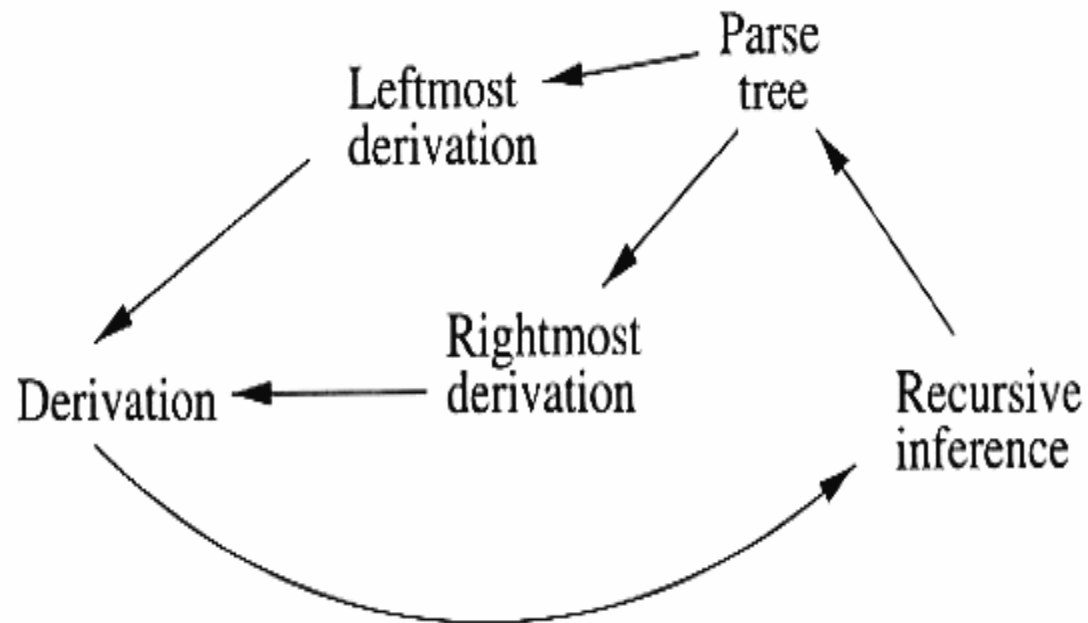 Parse
tree
Leftmost
derivation
Rightmost
derivation
Derivation
Recursive
inference